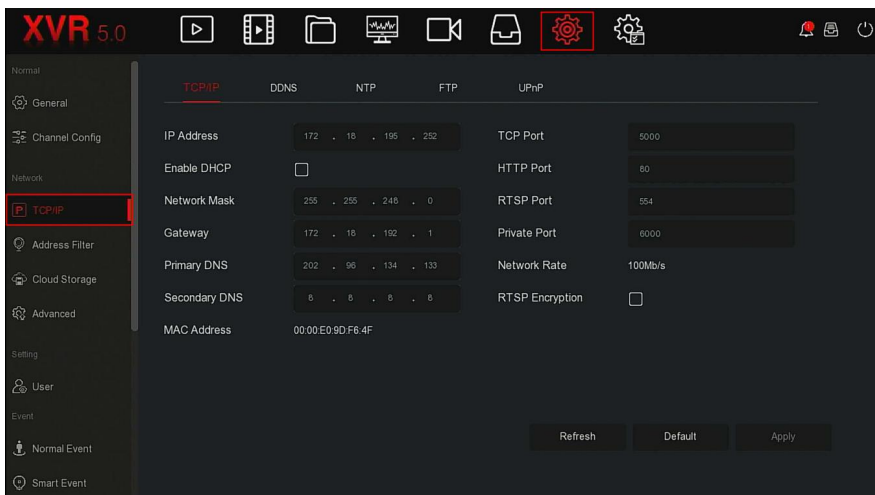 XVR 5.0
Normal
General
Channel Config
Network
TCP/IP
Address Filter
Cloud Storage
Advanced
Setting
User
Event
Normal Event
Smart Event
TCP/IP DDNS NTP FTP UPnP
IP Address 172 . 18 . 195 . 252
Enable DHCP
Network Mask 255 . 255 . 248 . 0
Gateway 172 . 18 . 192 . 1
Primary DNS 202 . 96 . 134 . 133
Secondary DNS 8 . 8 . 8 . 8
MAC Address 00:00:E0:9D:F6:4F
TCP Port 5000
HTTP Port 80
RTSP Port 554
Private Port 6000
Network Rate 100Mb/s
RTSP Encryption
Refresh Default Apply